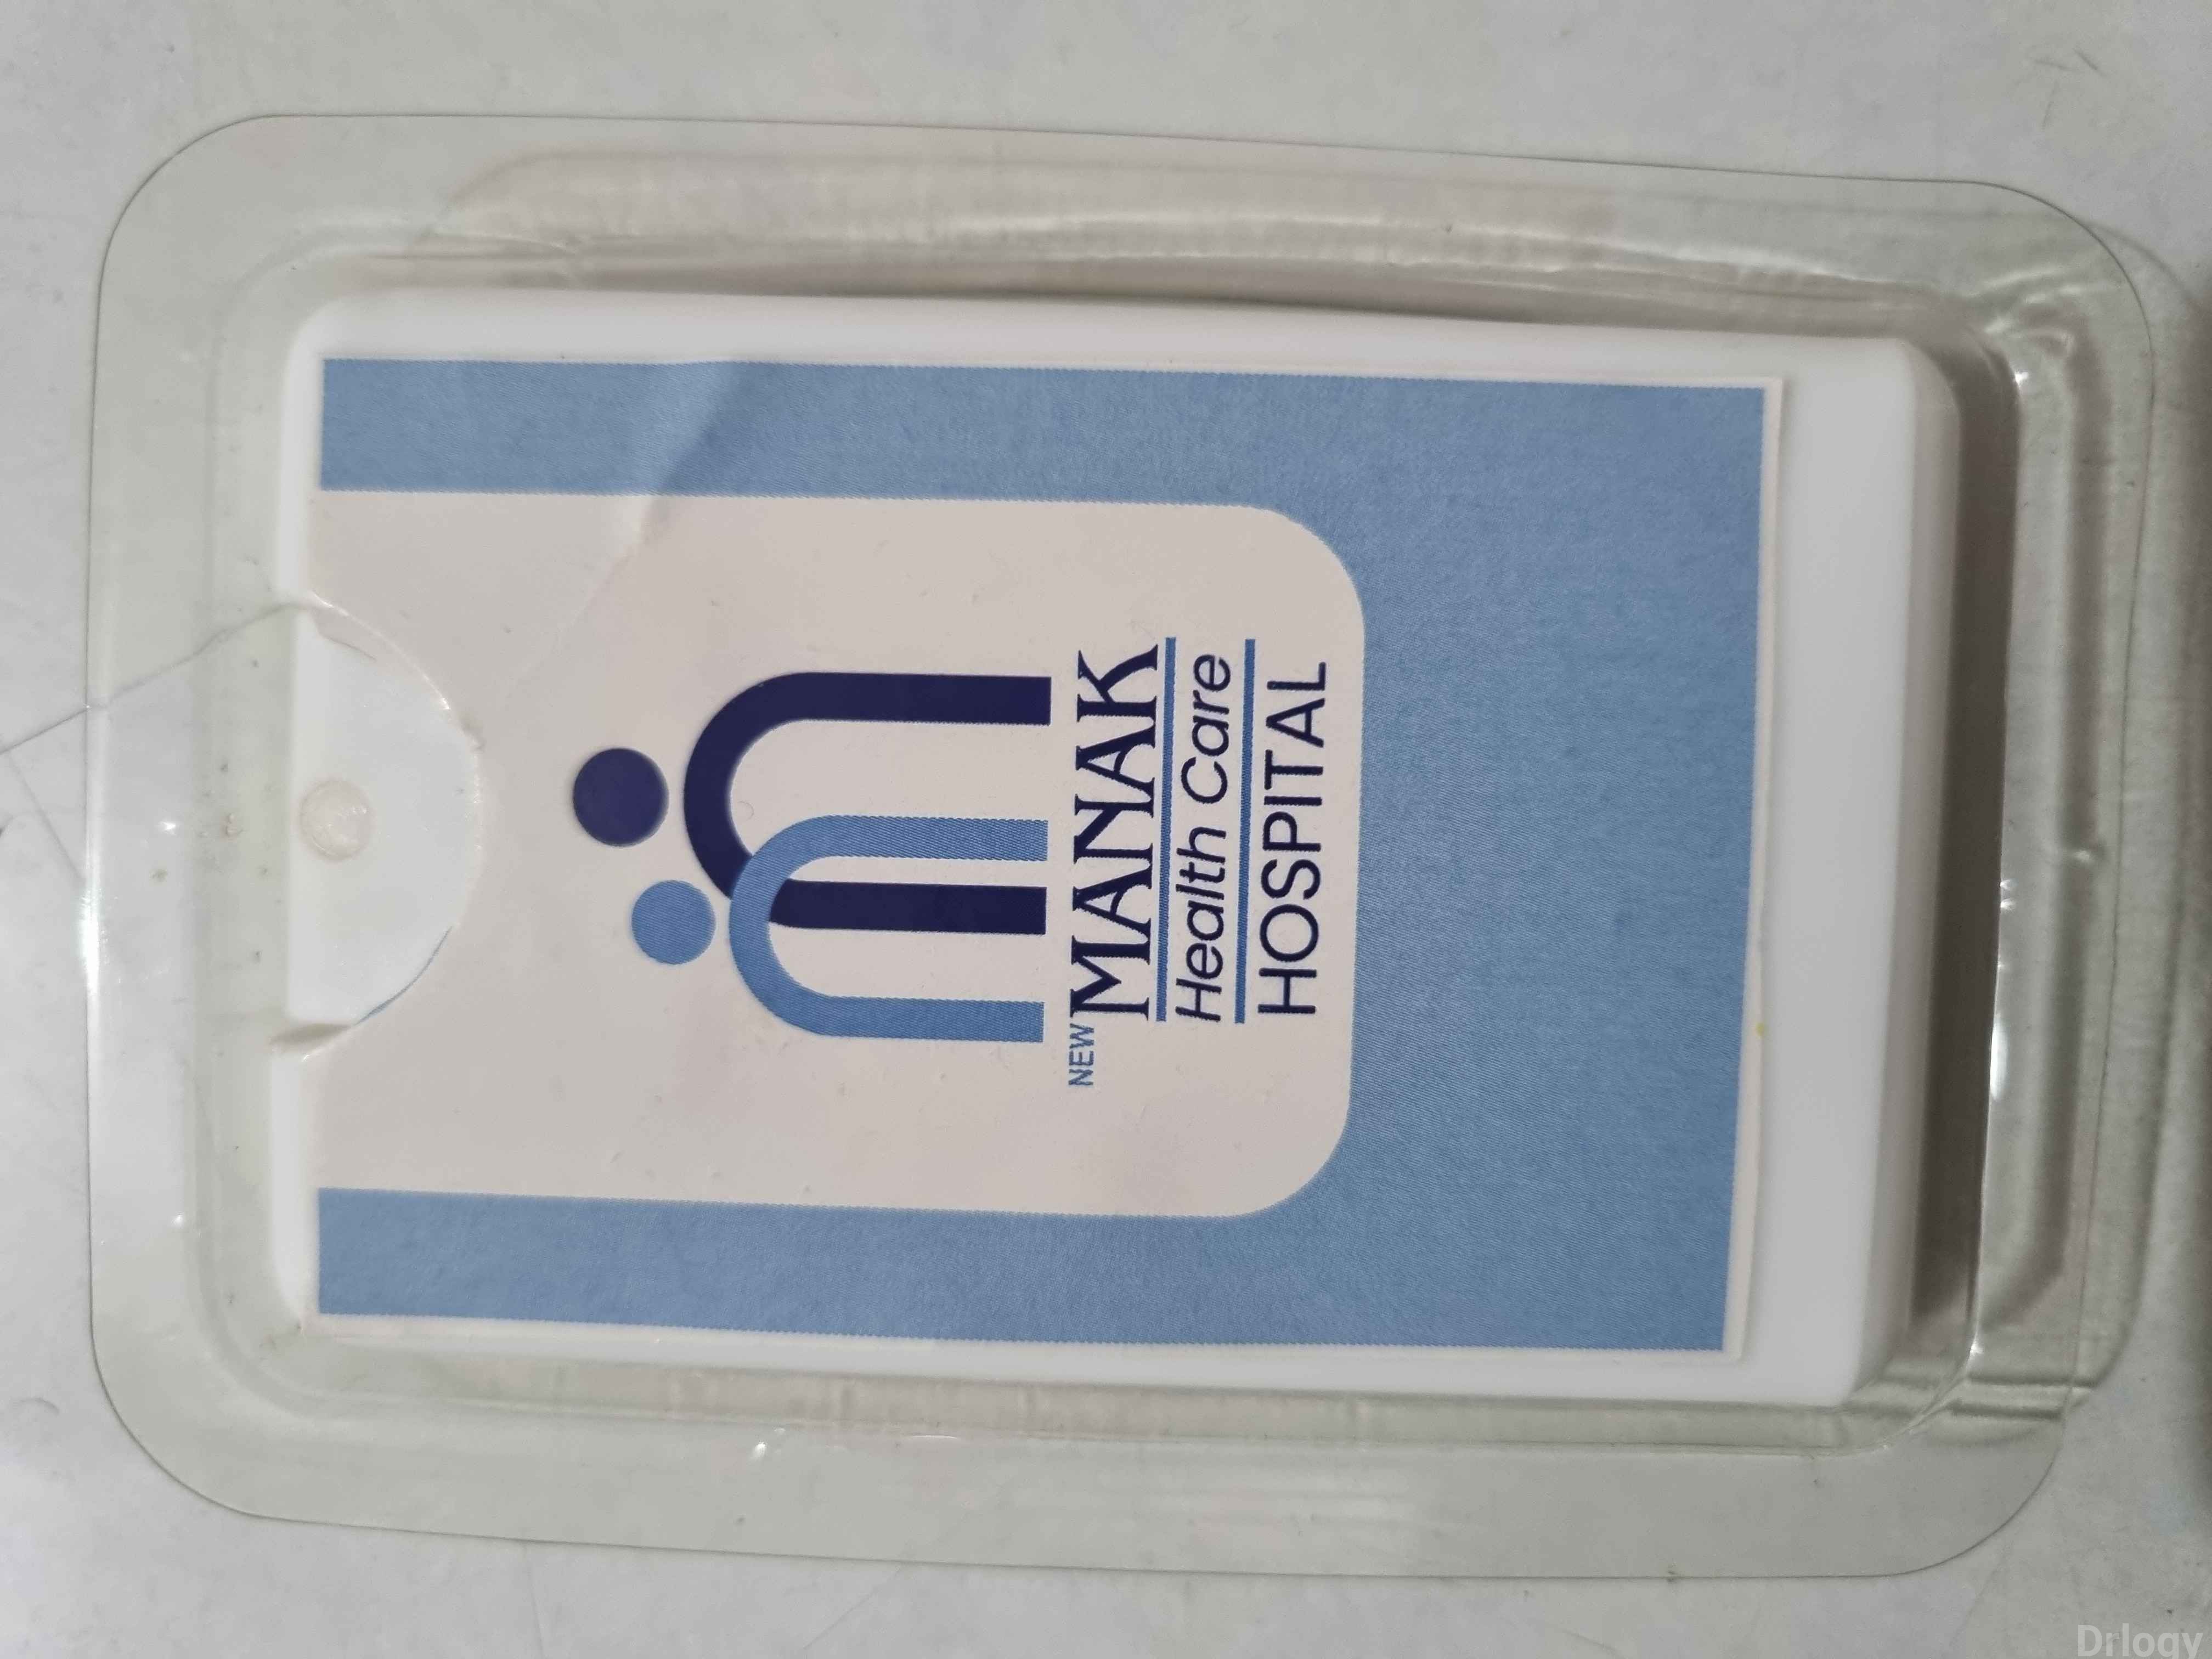 NEW MANAK
Health Care
HOSPITAL
Drlogy